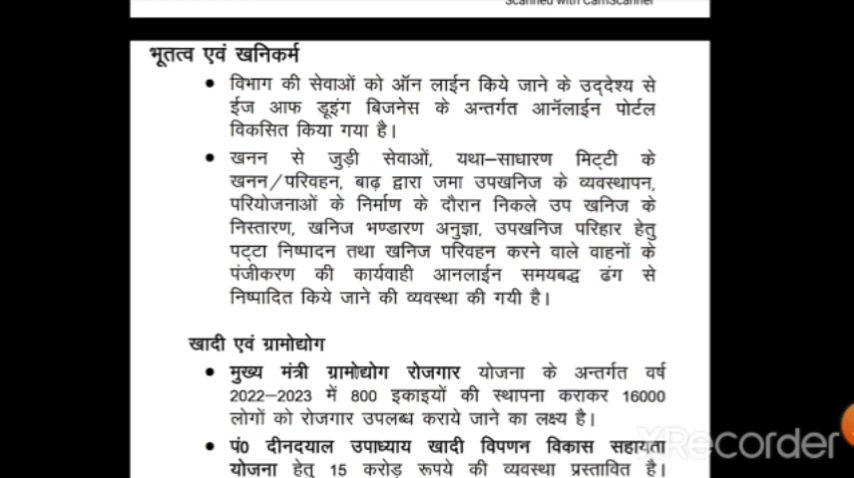 Scanned with CamScanner
भूतत्व एवं खनिकर्म
• विभाग की सेवाओं को ऑन लाईन किये जाने के उद्देश्य से
ईज आफ डूइंग बिजनेस के अन्तर्गत आनॅलाईन पोर्टल
विकसित किया गया है।
• खनन से जुड़ी सेवाओं, यथा–साधारण मिट्टी के
खनन/परिवहन, बाढ़ द्वारा जमा उपखनिज के व्यवस्थापन,
परियोजनाओं के निर्माण के दौरान निकले उप खनिज के
निस्तारण, खनिज भण्डारण अनुज्ञा, उपखनिज परिहार हेतु
पट्टा निष्पादन तथा खनिज परिवहन करने वाले वाहनों के
पंजीकरण की कार्यवाही आनलाईन समयबद्ध ढंग से
निष्पादित किये जाने की व्यवस्था की गयी है।
खादी एवं ग्रामोद्योग
• मुख्य मंत्री ग्रामोद्योग रोजगार योजना के अन्तर्गत वर्ष
2022–2023 में 800 इकाइयों की स्थापना कराकर 16000
लोगों को रोजगार उपलब्ध कराये जाने का लक्ष्य है।
• पं0 दीनदयाल उपाध्याय खादी विपणन विकास सहायता
योजना हेतु 15 करोड़ रूपये की व्यवस्था प्रस्तावित है।
XRecorder